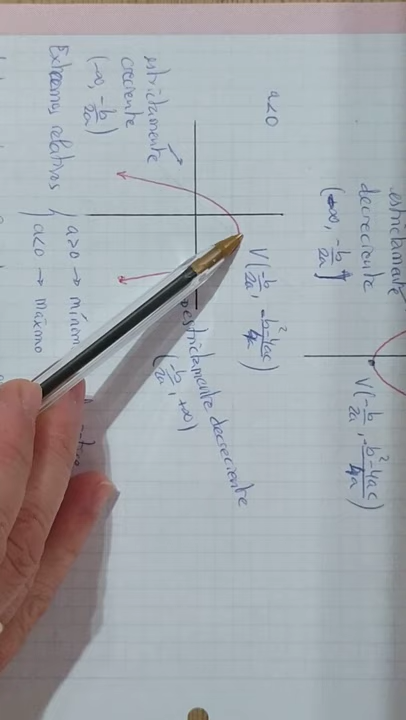 estrictamente
decreciente
(-∞, -b/2a)
V(-b/2a, -b²-4ac/4a)
a<0
V(-b/2a, -b²-4ac/4a)
estrictamente
creciente
(-∞, -b/2a)
estrictamente decreciente
(-b/2a, +∞)
Extremos relativos
a>0 → mínim
a<0 → máximo